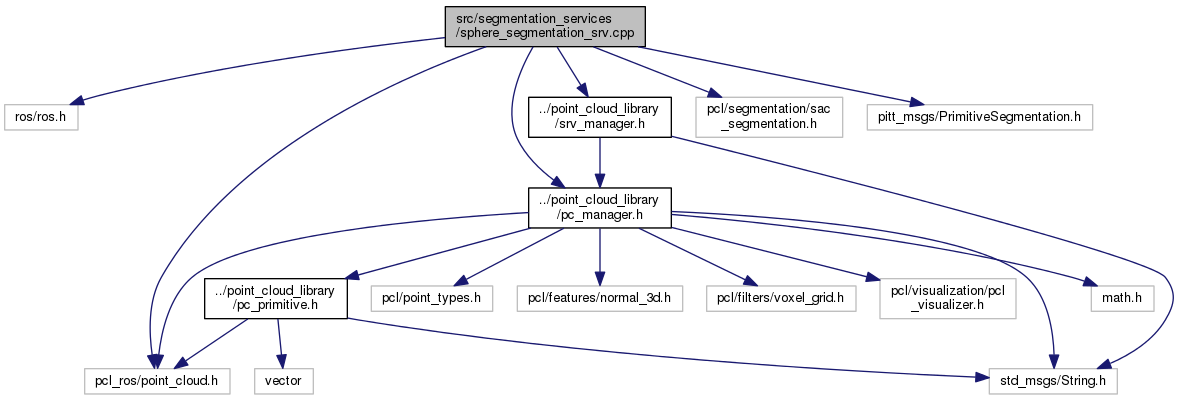 src/segmentation_services
/sphere_segmentation_srv.cpp
ros/ros.h
../point_cloud_library
/srv_manager.h
pcl/segmentation/sac
_segmentation.h
pitt_msgs/PrimitiveSegmentation.h
../point_cloud_library
/pc_manager.h
../point_cloud_library
/pc_primitive.h
pcl/point_types.h
pcl/features/normal_3d.h
pcl/filters/voxel_grid.h
pcl/visualization/pcl
_visualizer.h
math.h
pcl_ros/point_cloud.h
vector
std_msgs/String.h